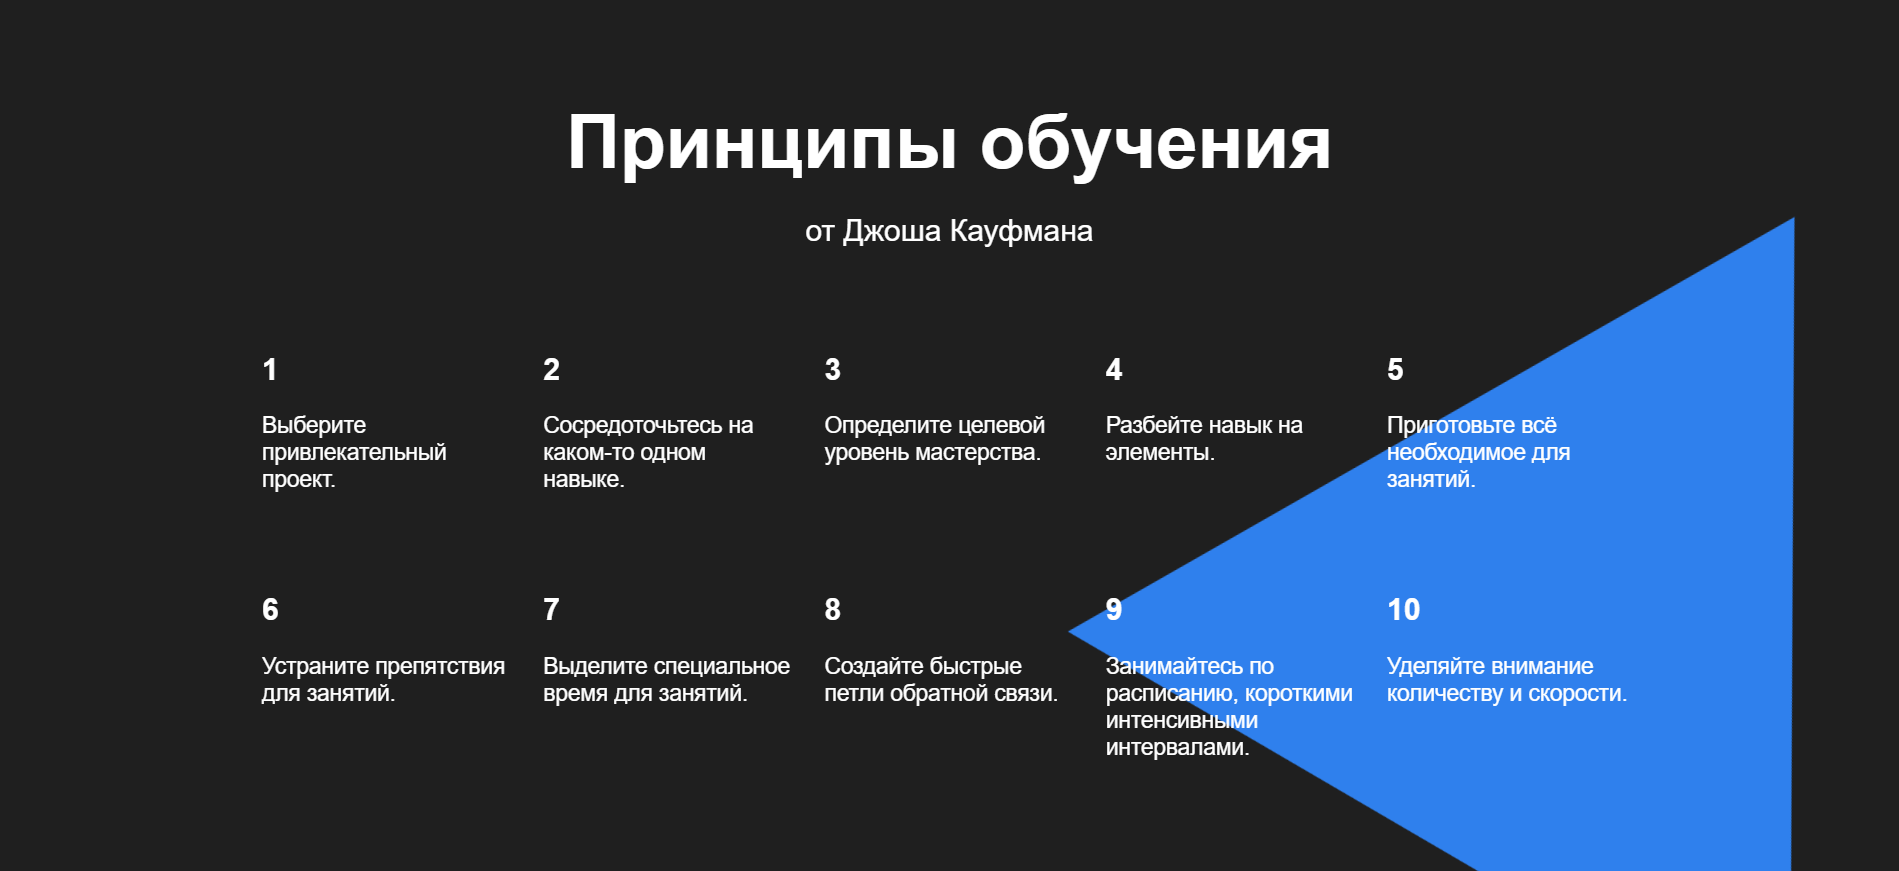 Принципы обучения
от Джоша Кауфмана
1
Выберите
привлекательный
проект.
2
Сосредоточьтесь на
каком-то одном
навыке.
3
Определите целевой
уровень мастерства.
4
Разбейте навык на
элементы.
5
Приготовьте всё
необходимое для
занятий.
6
Устраните препятствия
для занятий.
7
Выделите специальное
время для занятий.
8
Создайте быстрые
петли обратной связи.
9
Занимайтесь по
расписанию, короткими
интенсивными
интервалами.
10
Уделяйте внимание
количеству и скорости.